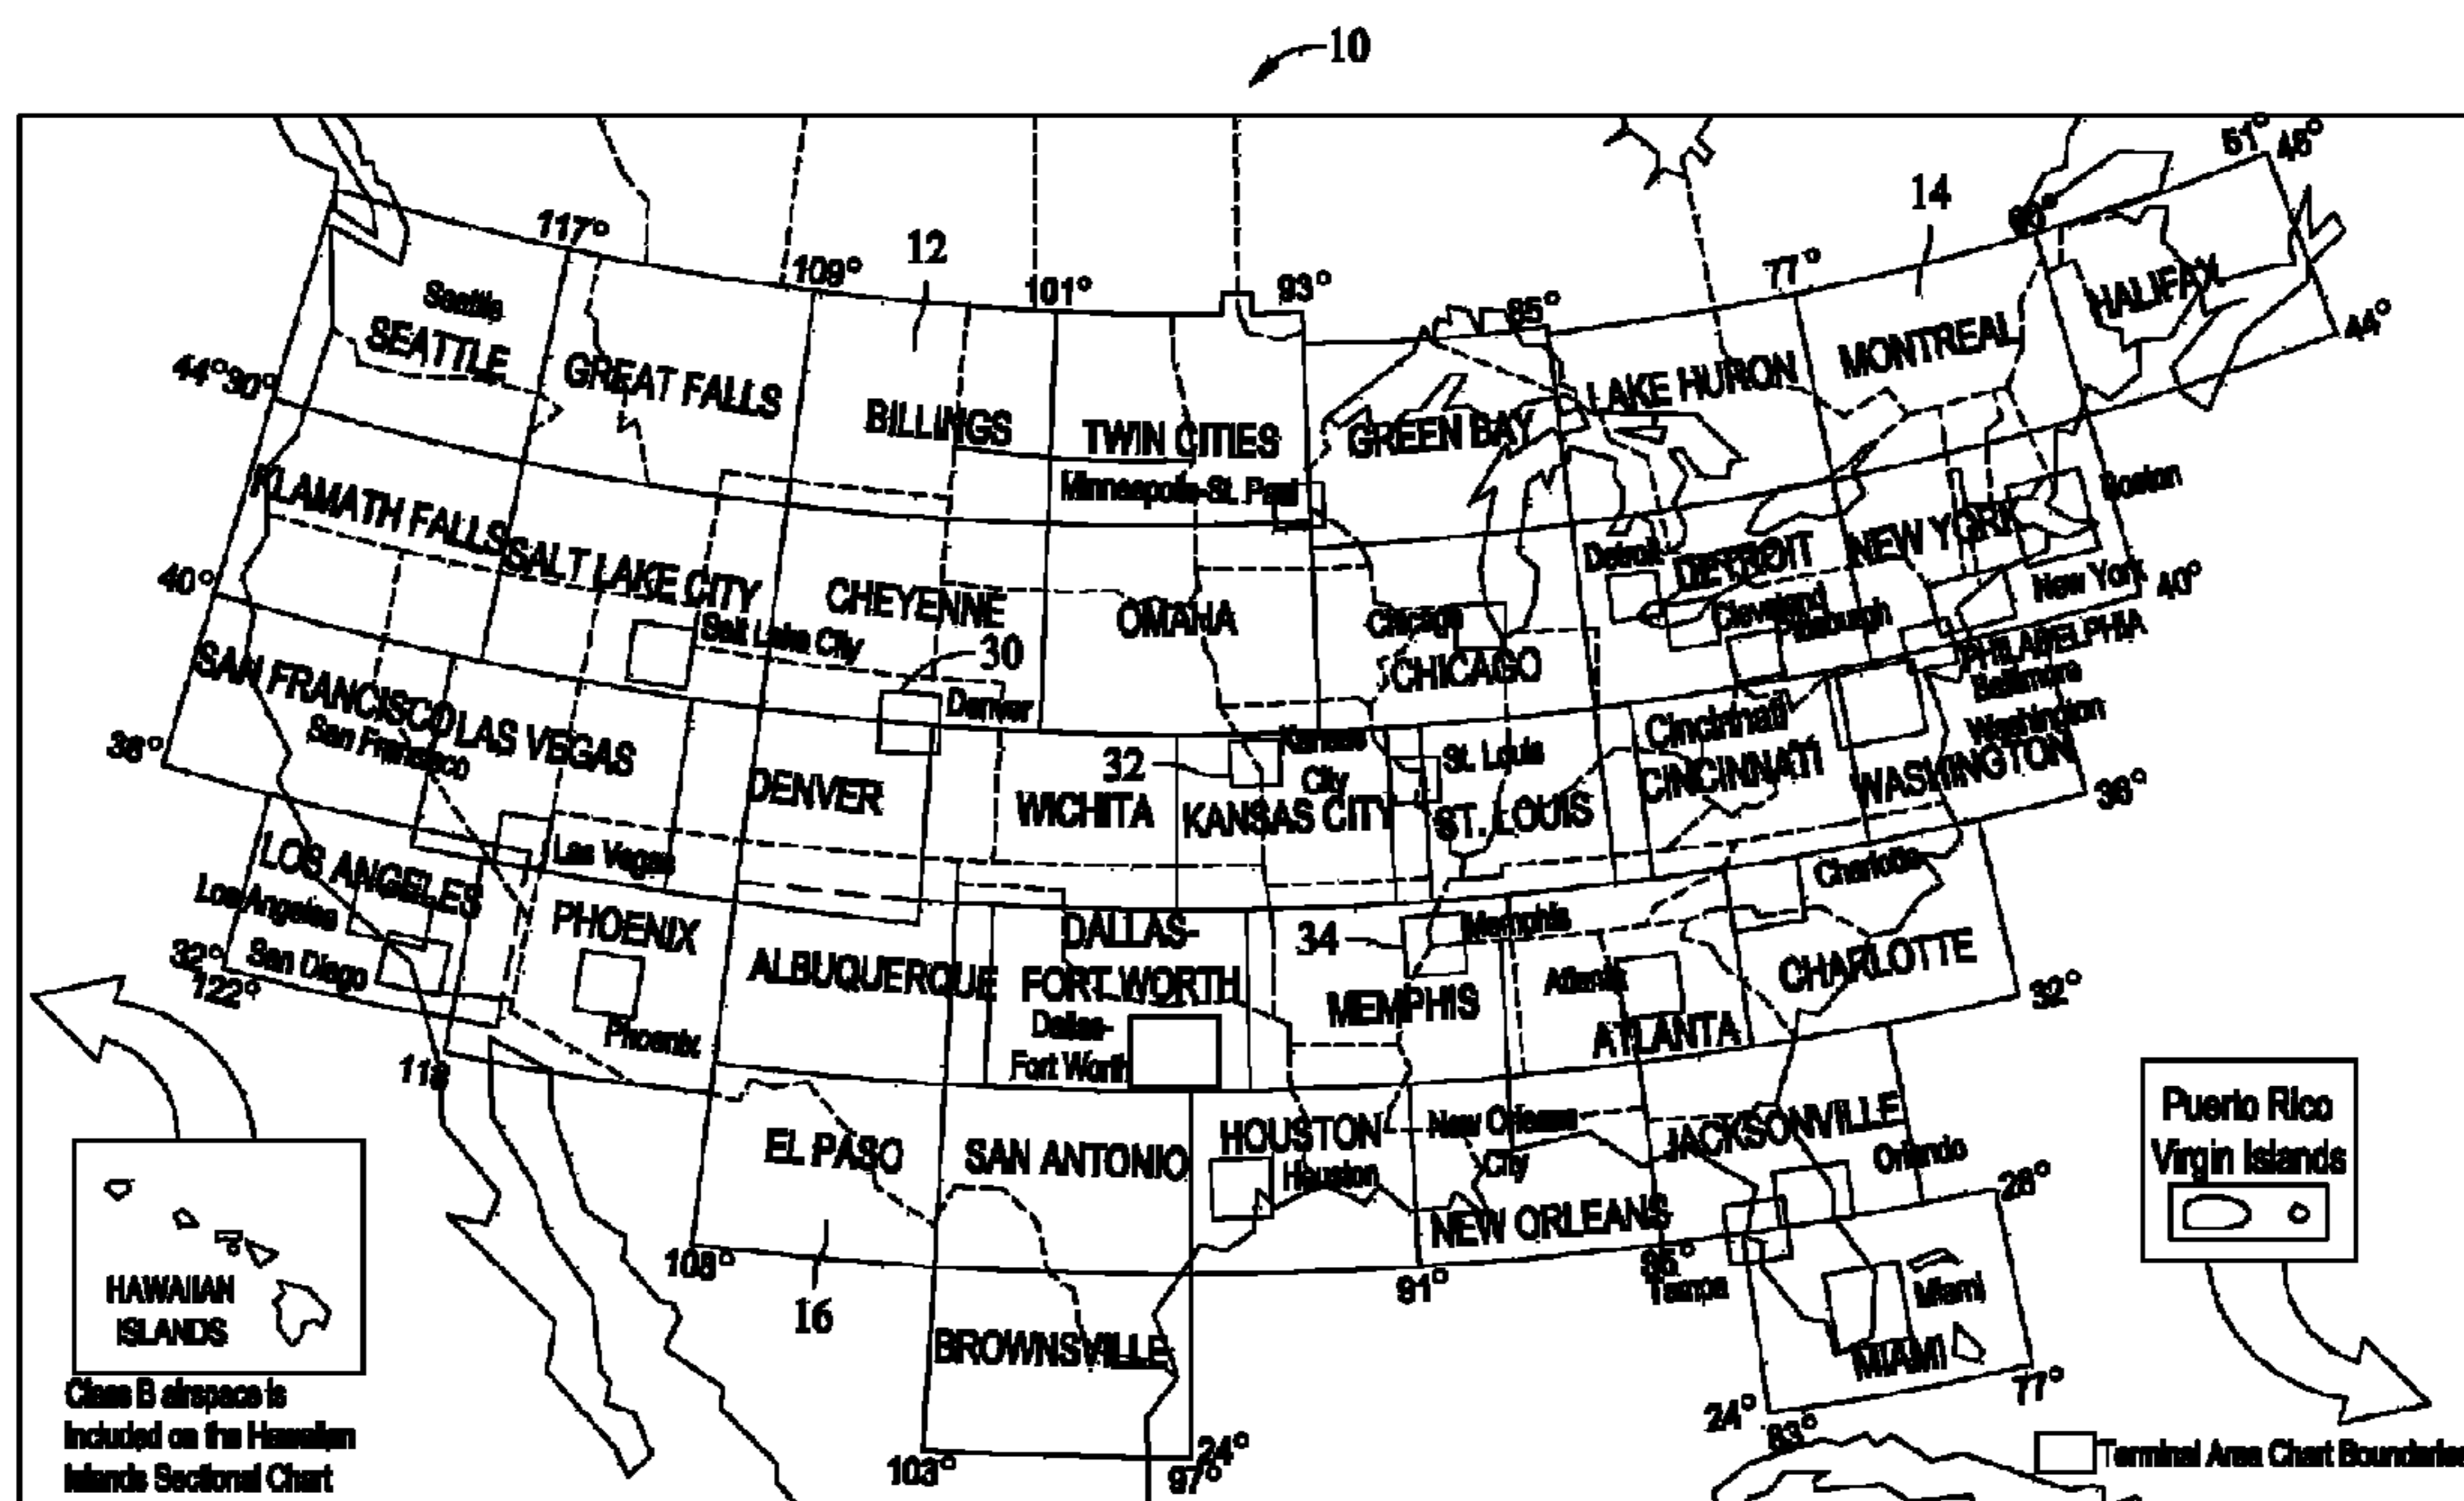 10
51° 48°
14
117°
12
109°
101°
93°
85°
77°
HALIFAX
44°
Seattle
SEATTLE
GREAT FALLS
BILLINGS
TWIN CITIES
GREEN BAY
LAKE HURON
MONTREAL
44°30°
Minneapolis-St. Paul
Boston
KLAMATH FALLS
SALT LAKE CITY
CHEYENNE
OMAHA
Chicago
CHICAGO
Detroit
DETROIT
NEW YORK
Cleveland
New York
40°
40°
Salt Lake City
30
Denver
PHILADELPHIA
Baltimore
Washington
SAN FRANCISCO
San Francisco
LAS VEGAS
DENVER
WICHITA
32
Kansas
City
KANSAS CITY
St. Louis
ST. LOUIS
Cincinnati
CINCINNATI
WASHINGTON
36°
36°
Las Vegas
LOS ANGELES
Los Angeles
San Diego
32°
722°
PHOENIX
Phoenix
ALBUQUERQUE
DALLAS-
FORT WORTH
Dallas-
Fort Worth
34
Memphis
MEMPHIS
Atlanta
ATLANTA
Charlotte
CHARLOTTE
32°
118
EL PASO
SAN ANTONIO
HOUSTON
Houston
New Orleans
City
NEW ORLEANS
JACKSONVILLE
Orlando
28°
Puerto Rico
Virgin Islands
108°
16
91°
Tampa
Miami
MIAMI
BROWNSVILLE
77°
24°
83°
103°
24°
97°
HAWAIIAN
ISLANDS
Class B airspace is
Included on the Hawaiian
Islands Sectional Chart
Terminal Area Chart Boundaries